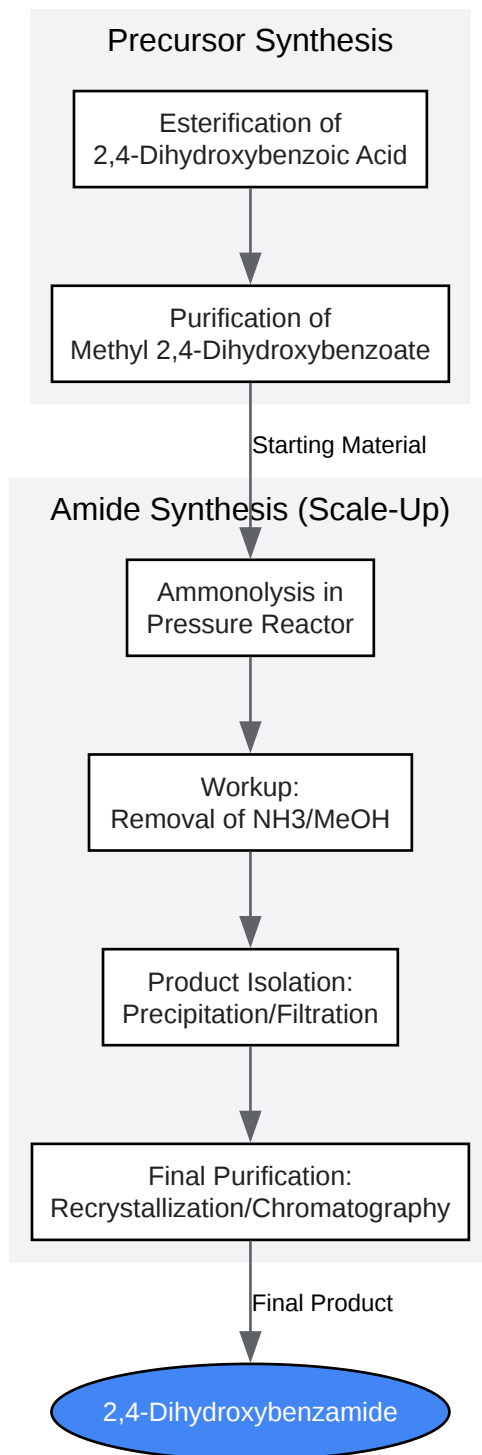 Precursor Synthesis
Esterification of
2,4-Dihydroxybenzoic Acid
Purification of
Methyl 2,4-Dihydroxybenzoate
Starting Material
Amide Synthesis (Scale-Up)
Ammonolysis in
Pressure Reactor
Workup:
Removal of NH3/MeOH
Product Isolation:
Precipitation/Filtration
Final Purification:
Recrystallization/Chromatography
Final Product
2,4-Dihydroxybenzamide